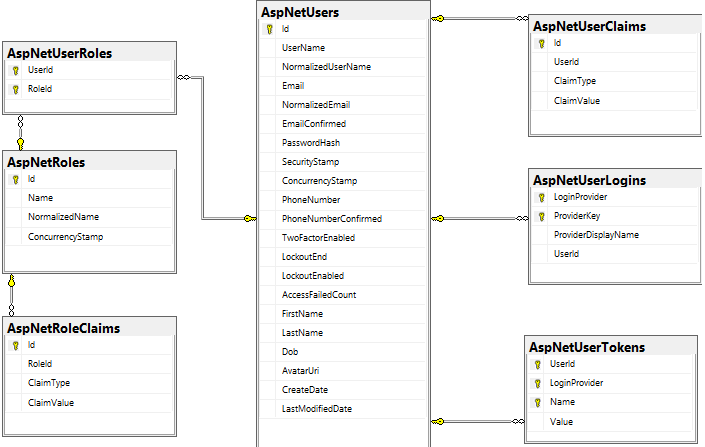 AspNetUserRoles
UserId
RoleId
AspNetRoles
Id
Name
NormalizedName
ConcurrencyStamp
AspNetRoleClaims
Id
RoleId
ClaimType
ClaimValue
AspNetUsers
Id
UserName
NormalizedUserName
Email
NormalizedEmail
EmailConfirmed
PasswordHash
SecurityStamp
ConcurrencyStamp
PhoneNumber
PhoneNumberConfirmed
TwoFactorEnabled
LockoutEnd
LockoutEnabled
AccessFailedCount
FirstName
LastName
Dob
AvatarUri
CreateDate
LastModifiedDate
AspNetUserClaims
Id
UserId
ClaimType
ClaimValue
AspNetUserLogins
LoginProvider
ProviderKey
ProviderDisplayName
UserId
AspNetUserTokens
UserId
LoginProvider
Name
Value